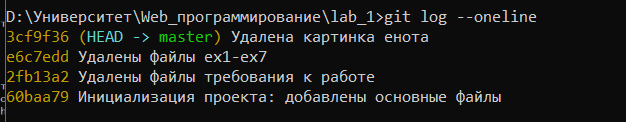 D:\Университет\Web_программирование\lab_1>git log --oneline
3cf9f36 (HEAD -> master) Удалена картинка енота
e6c7edd Удалены файлы ex1-ex7
2fb13a2 Удалены файлы требования к работе
60baa79 Инициализация проекта: добавлены основные файлы